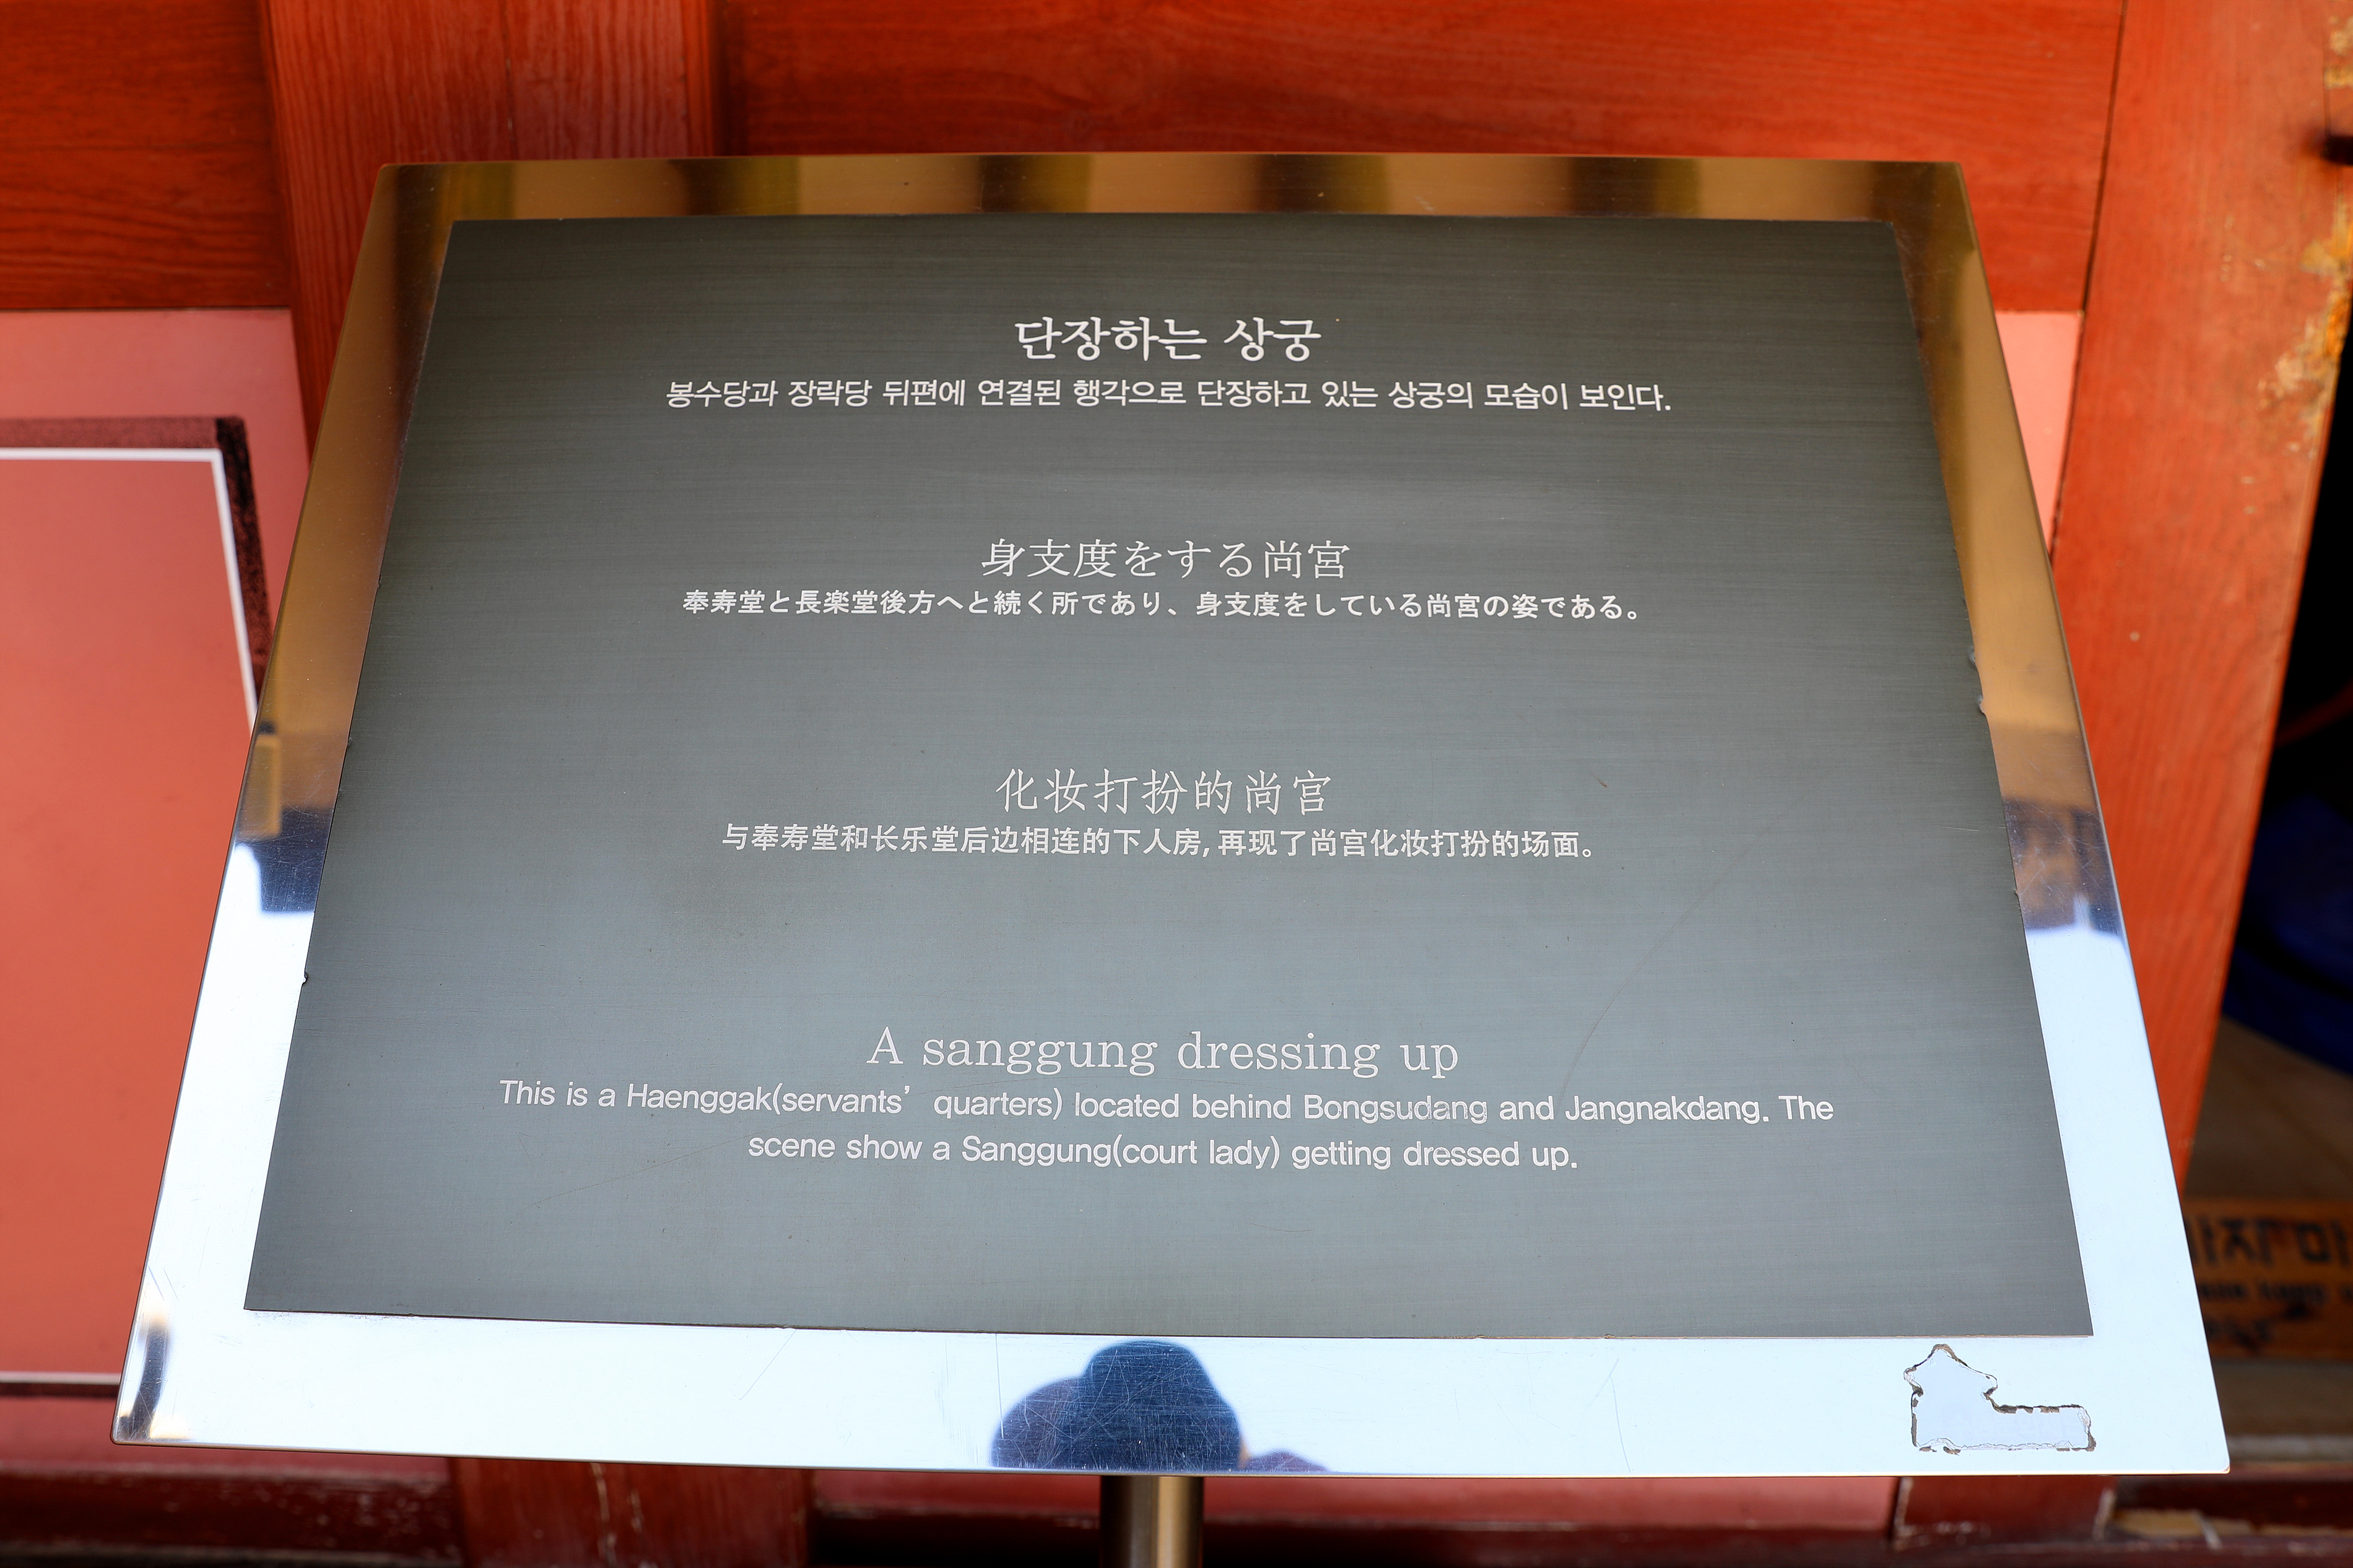 단장하는 상궁
봉수당과 장락당 뒤편에 연결된 행각으로 단장하고 있는 상궁의 모습이 보인다.
身支度をする尚宮
奉寿堂と長楽堂後方へと続く所であり、身支度をしている尚宮の姿である。
化妆打扮的尚宫
与奉寿堂和长乐堂后边相连的下人房,再现了尚宫化妆打扮的场面。
A sanggung dressing up
This is a Haenggak(servants’ quarters) located behind Bongsudang and Jangnakdang. The
scene show a Sanggung(court lady) getting dressed up.